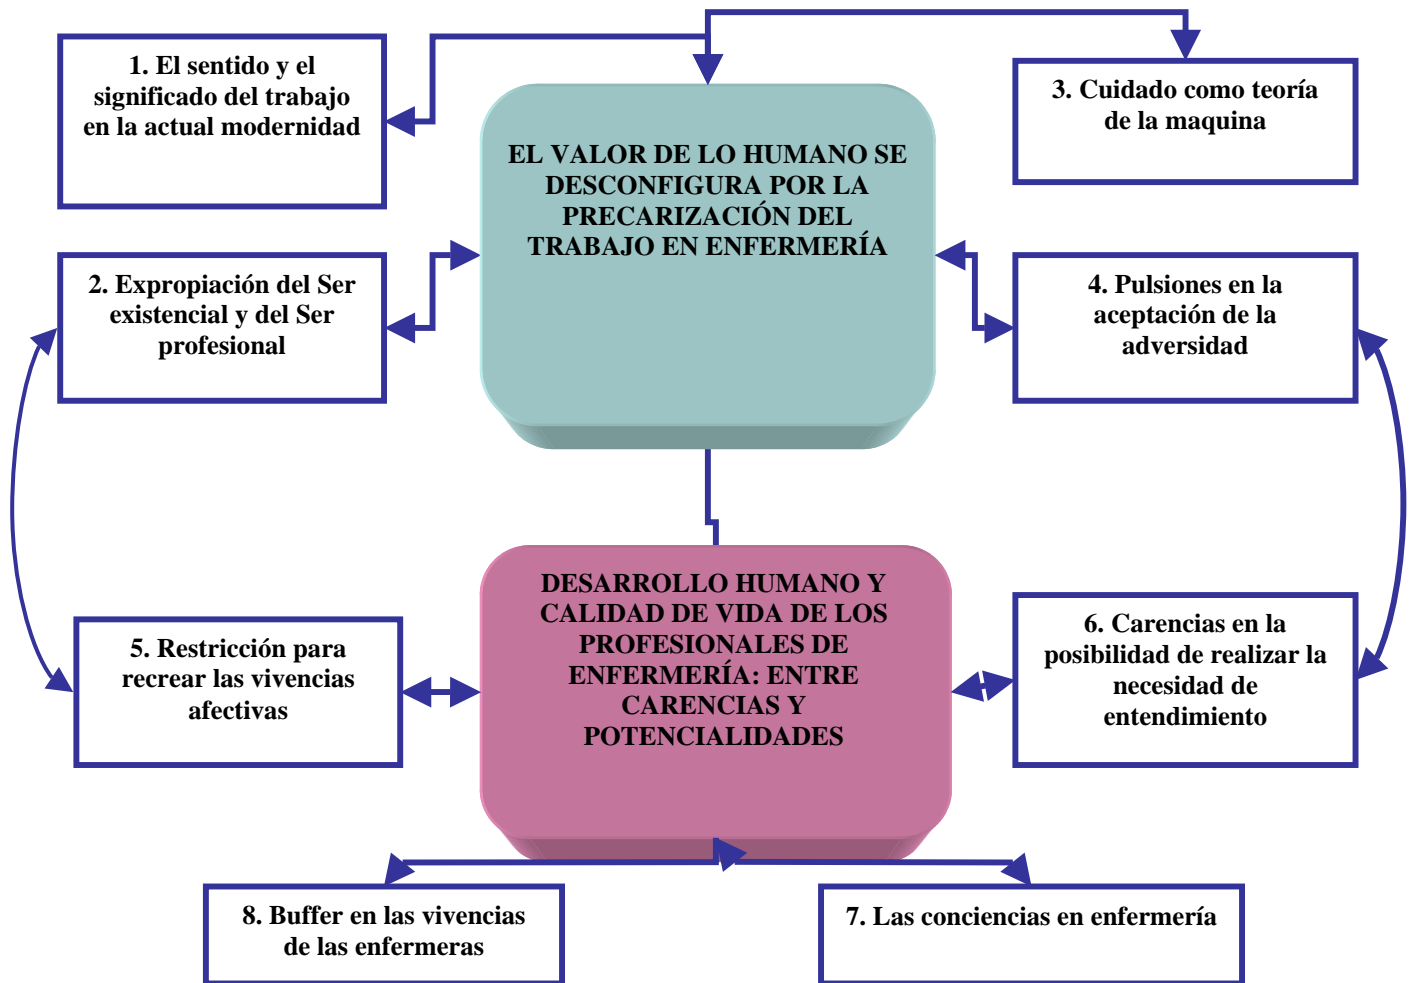 1. El sentido y el
significado del trabajo
en la actual modernidad
3. Cuidado como teoría
de la maquina
EL VALOR DE LO HUMANO SE
DESCONFIGURA POR LA
PRECARIZACIÓN DEL
TRABAJO EN ENFERMERÍA
2. Expropiación del Ser
existencial y del Ser
profesional
4. Pulsiones en la
aceptación de la
adversidad
DESARROLLO HUMANO Y
CALIDAD DE VIDA DE LOS
PROFESIONALES DE
ENFERMERÍA: ENTRE
CARENCIAS Y
POTENCIALIDADES
5. Restricción para
recrear las vivencias
afectivas
6. Carencias en la
posibilidad de realizar la
necesidad de
entendimiento
8. Buffer en las vivencias
de las enfermeras
7. Las conciencias en enfermería